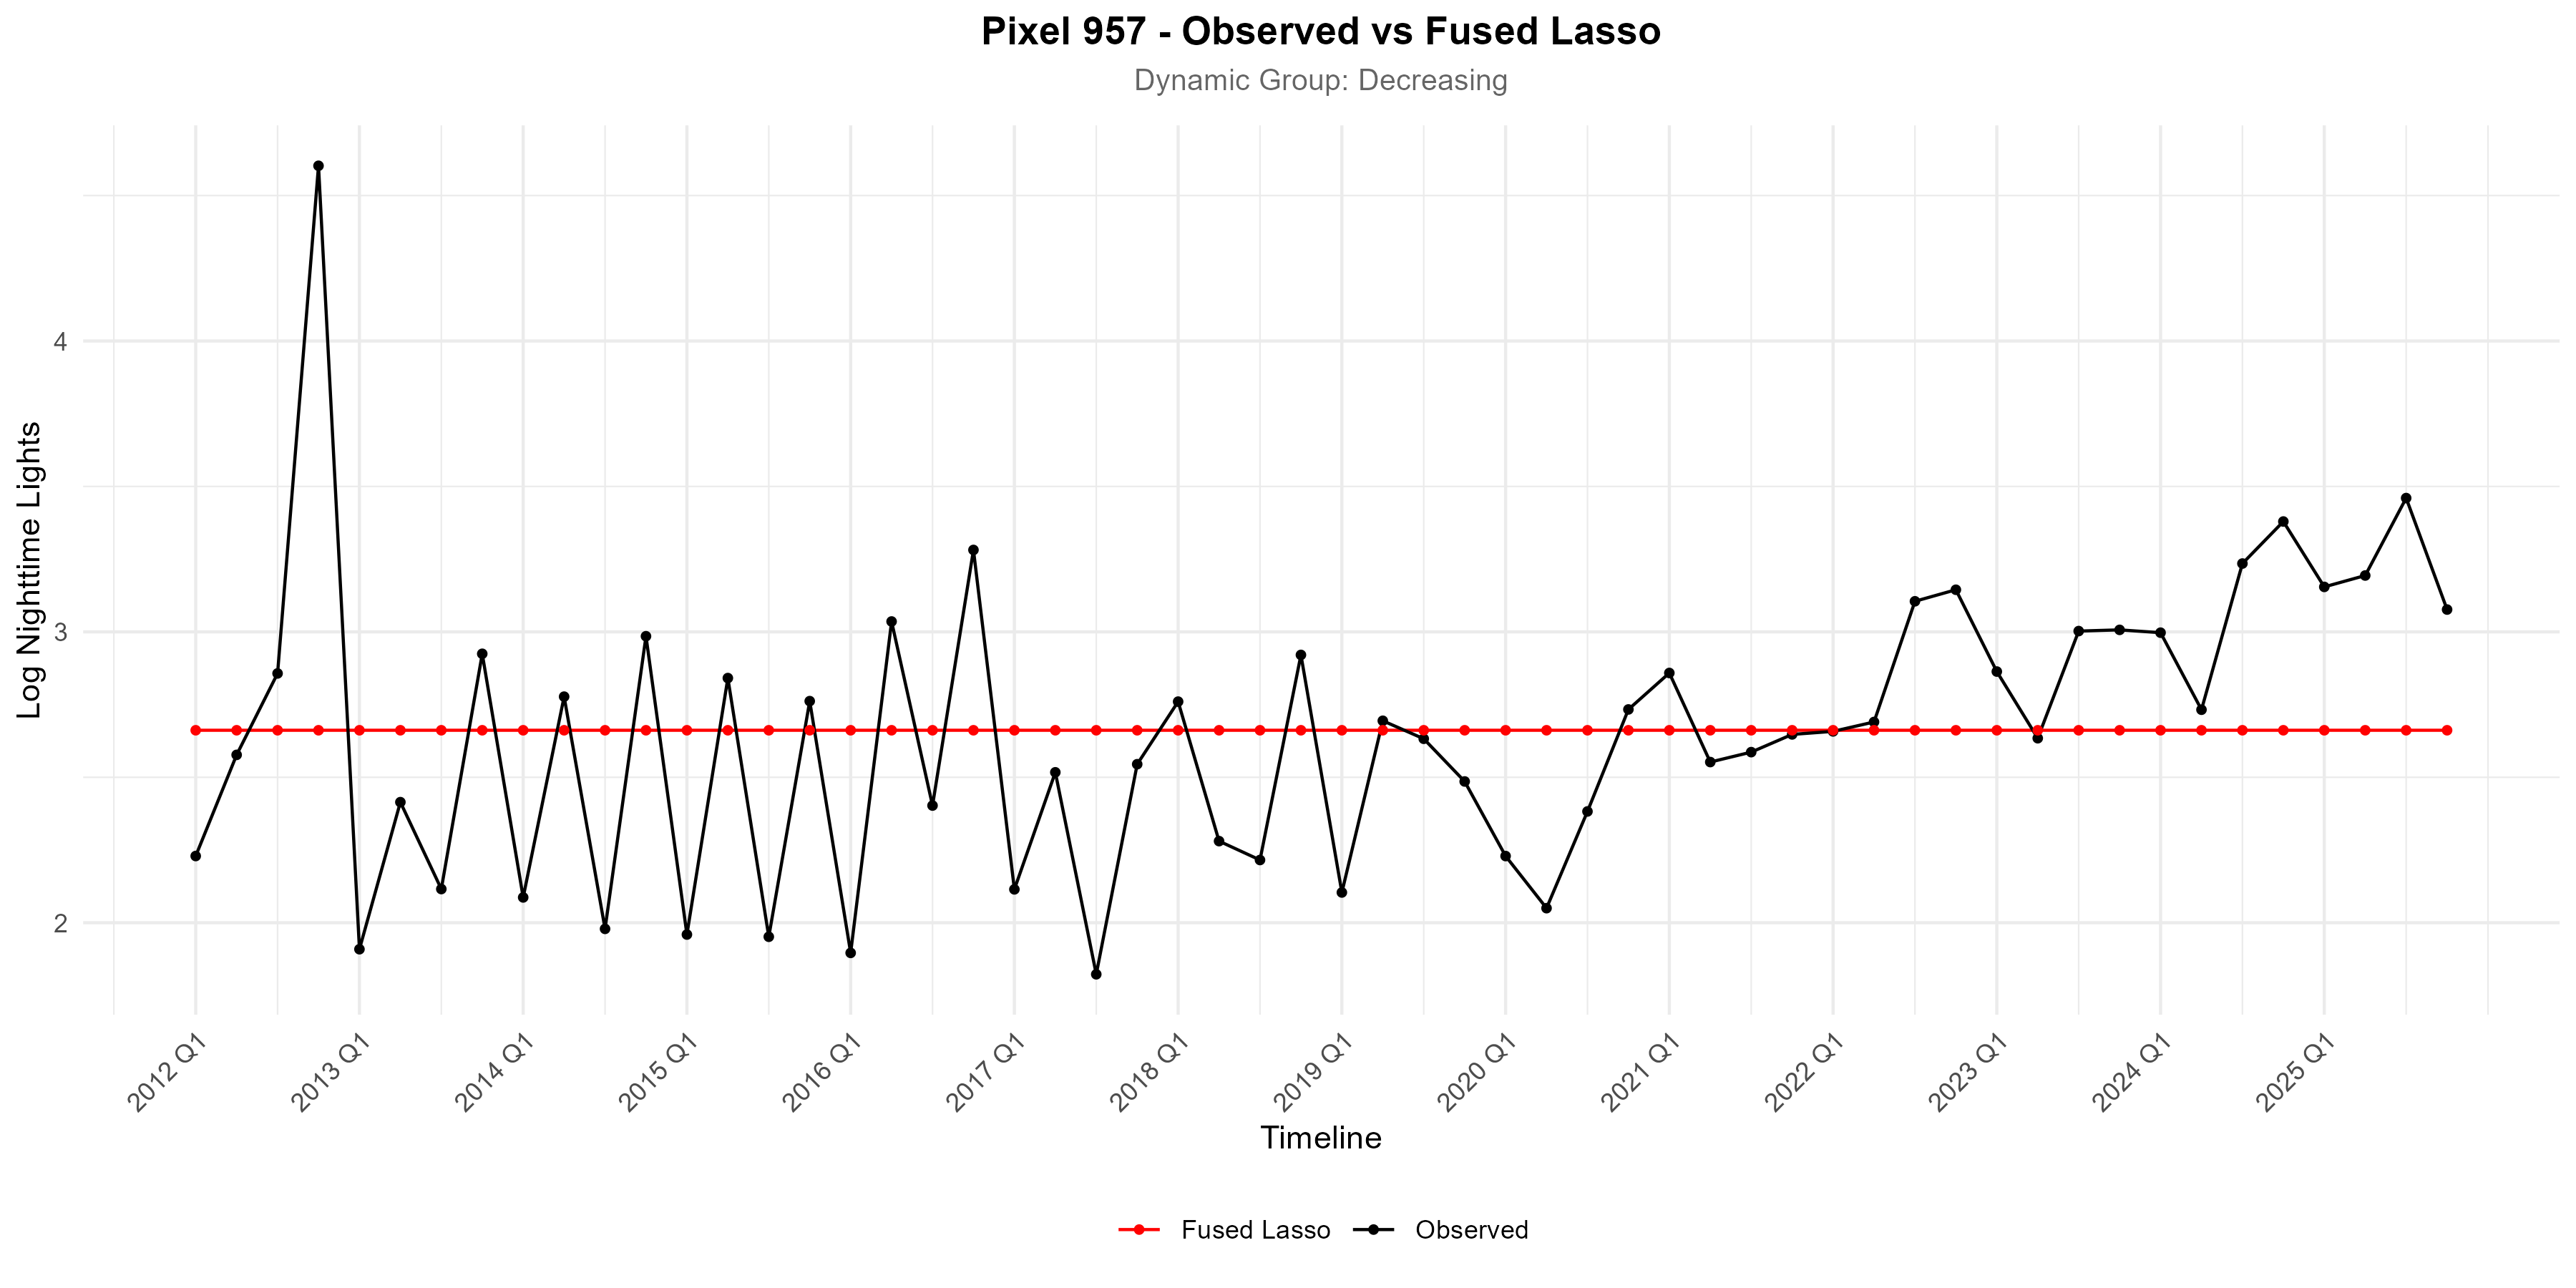 Pixel 957 - Observed vs Fused Lasso
Dynamic Group: Decreasing
Log Nighttime Lights
4
3
2
2012 Q1
2013 Q1
2014 Q1
2015 Q1
2016 Q1
2017 Q1
2018 Q1
2019 Q1
2020 Q1
2021 Q1
2022 Q1
2023 Q1
2024 Q1
2025 Q1
Timeline
Fused Lasso
Observed